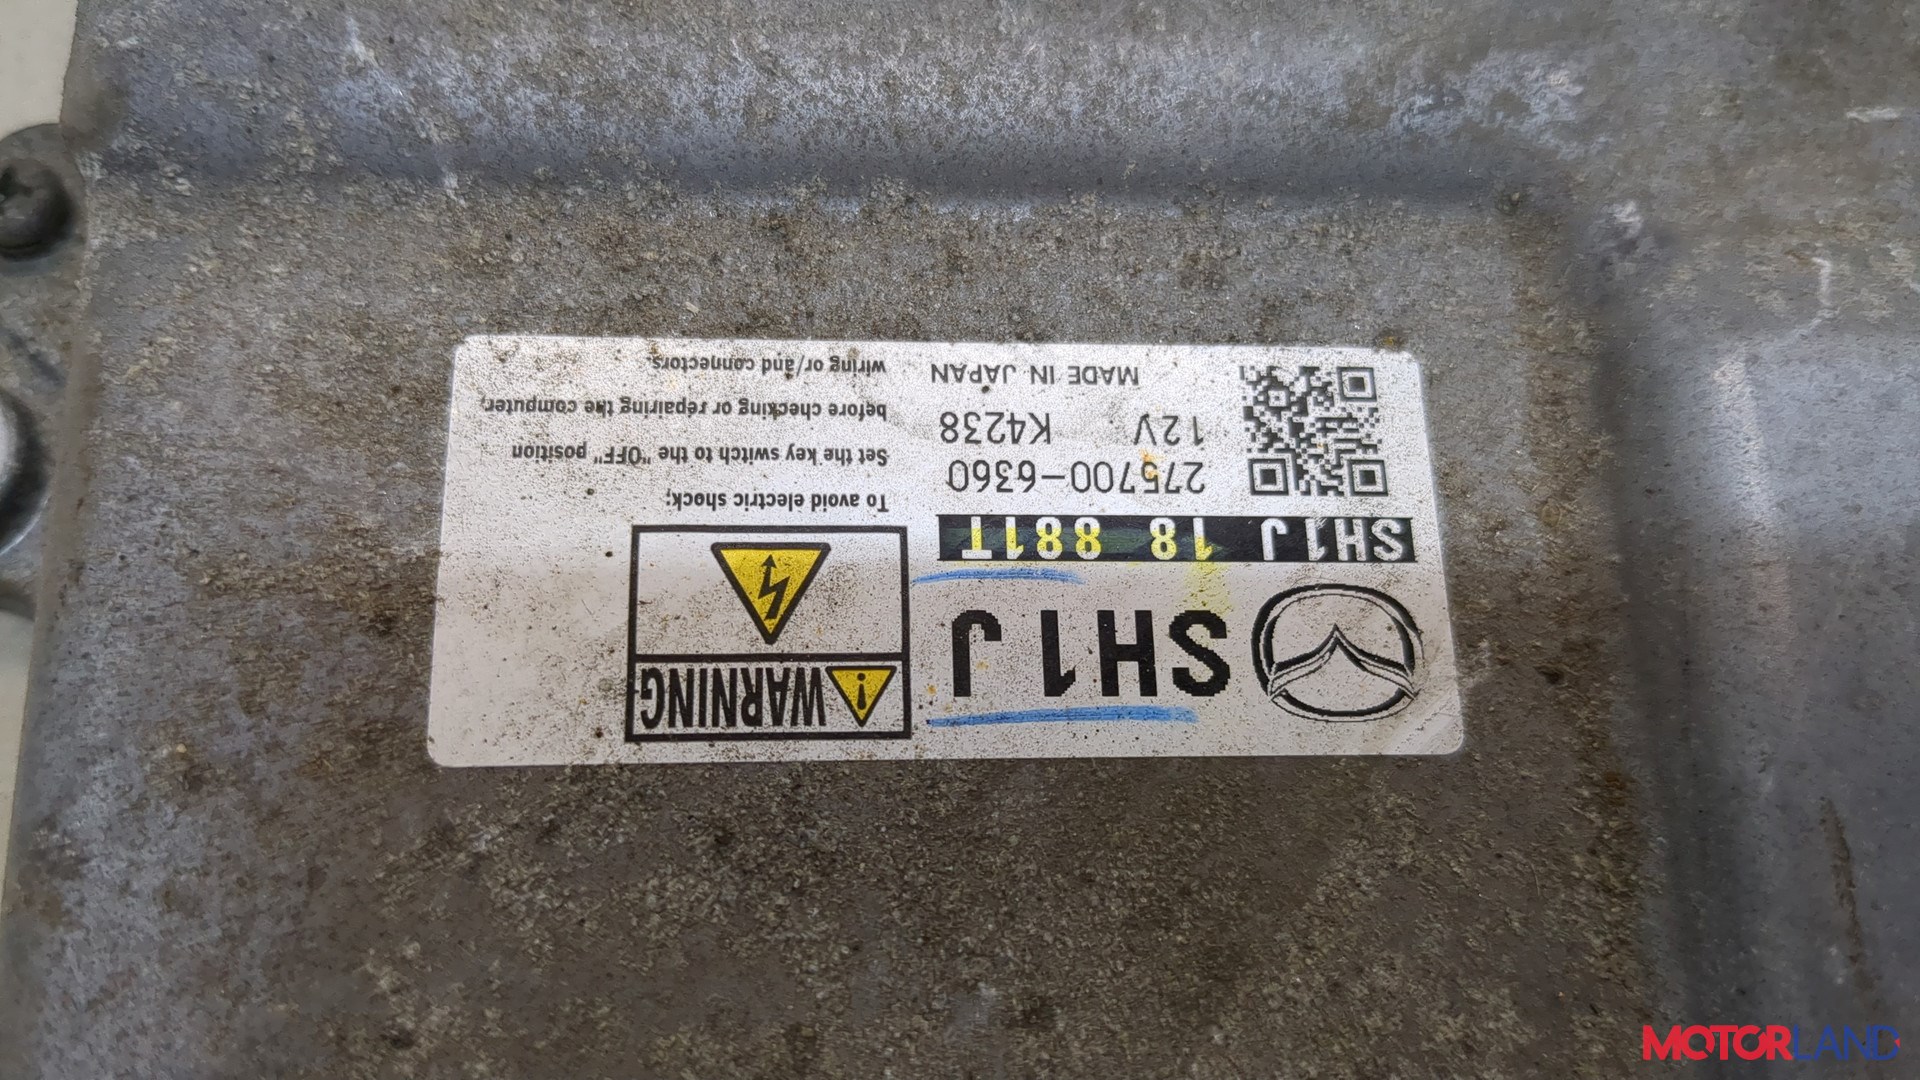 WARNING
To avoid electric shock;
Set the key switch to the "OFF" position
before checking or repairing the computer,
wiring or/and connectors.
SH1J
SH1J 18 881T
275700-6360
12V K4238
MADE IN JAPAN
MOTORLAND